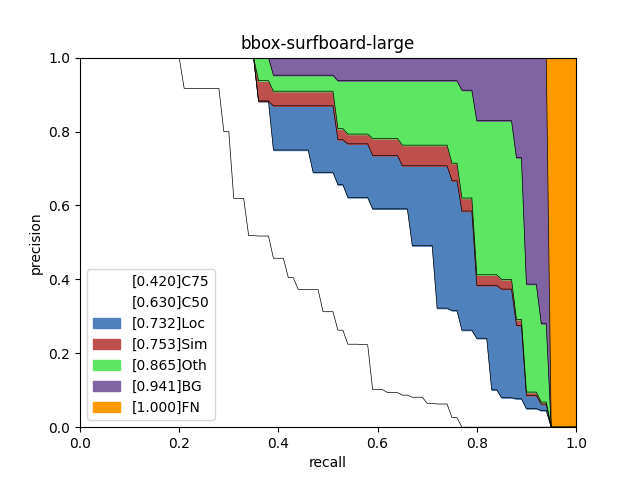 bbox-surfboard-large
1.0
0.8
0.6
0.4
0.2
0.0
precision
[0.420]C75
[0.630]C50
[0.732]Loc
[0.753]Sim
[0.865]Oth
[0.941]BG
[1.000]FN
0.0 0.2 0.4 0.6 0.8 1.0
recall